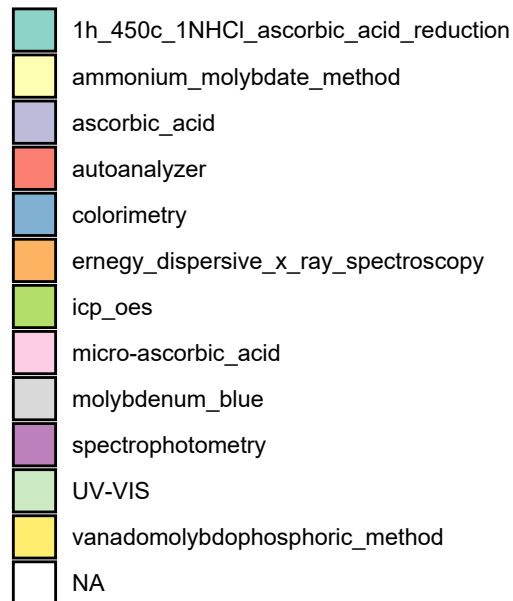 1h_450c_1NHCl_ascorbic_acid_reduction
ammonium_molybdate_method
ascorbic_acid
autoanalyzer
colorimetry
ernegy_dispersive_x_ray_spectroscopy
icp_oes
micro-ascorbic_acid
molybdenum_blue
spectrophotometry
UV-VIS
vanadomolybdophosphoric_method
NA